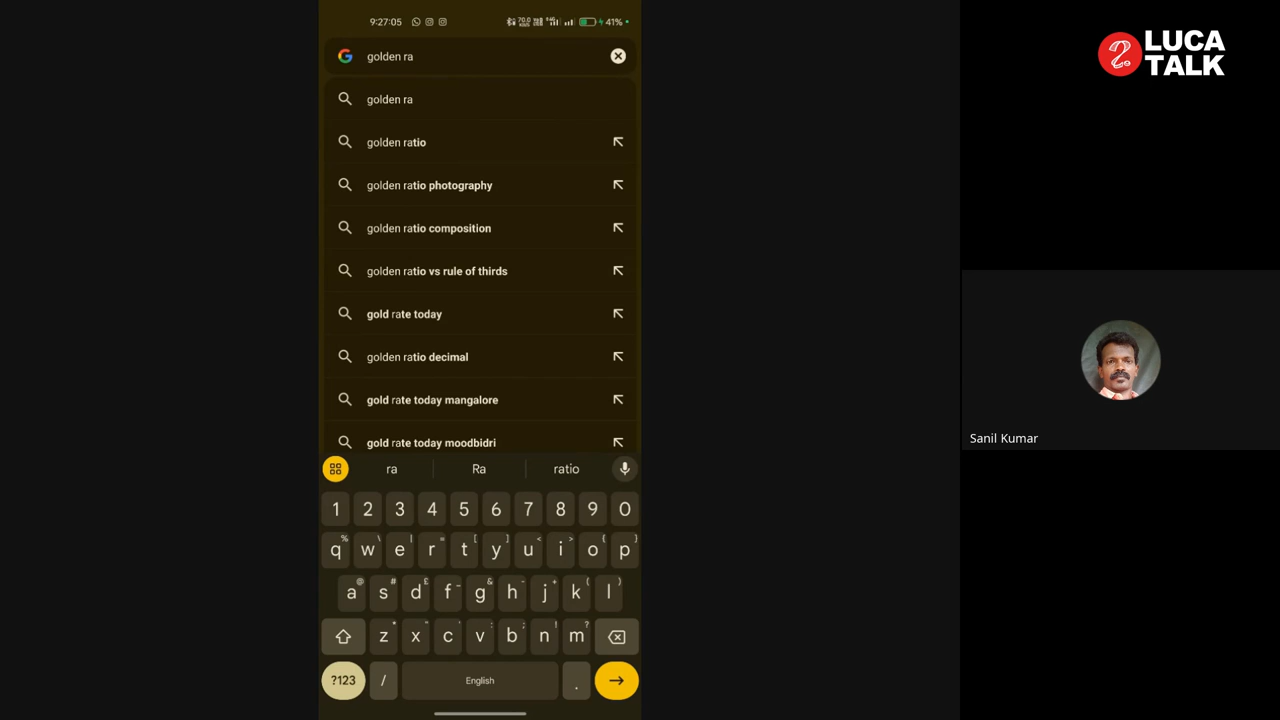 9:27:05
41%
LUCA
TALK
golden ra
golden ra
golden ratio
golden ratio photography
golden ratio composition
golden ratio vs rule of thirds
gold rate today
golden ratio decimal
gold rate today mangalore
gold rate today moodbidri
Sanil Kumar
ra Ra ratio
1 2 3 4 5 6 7 8 9 0
q w e r t y u i o p
a s d f g h j k l
z x c v b n m
?123 / English .